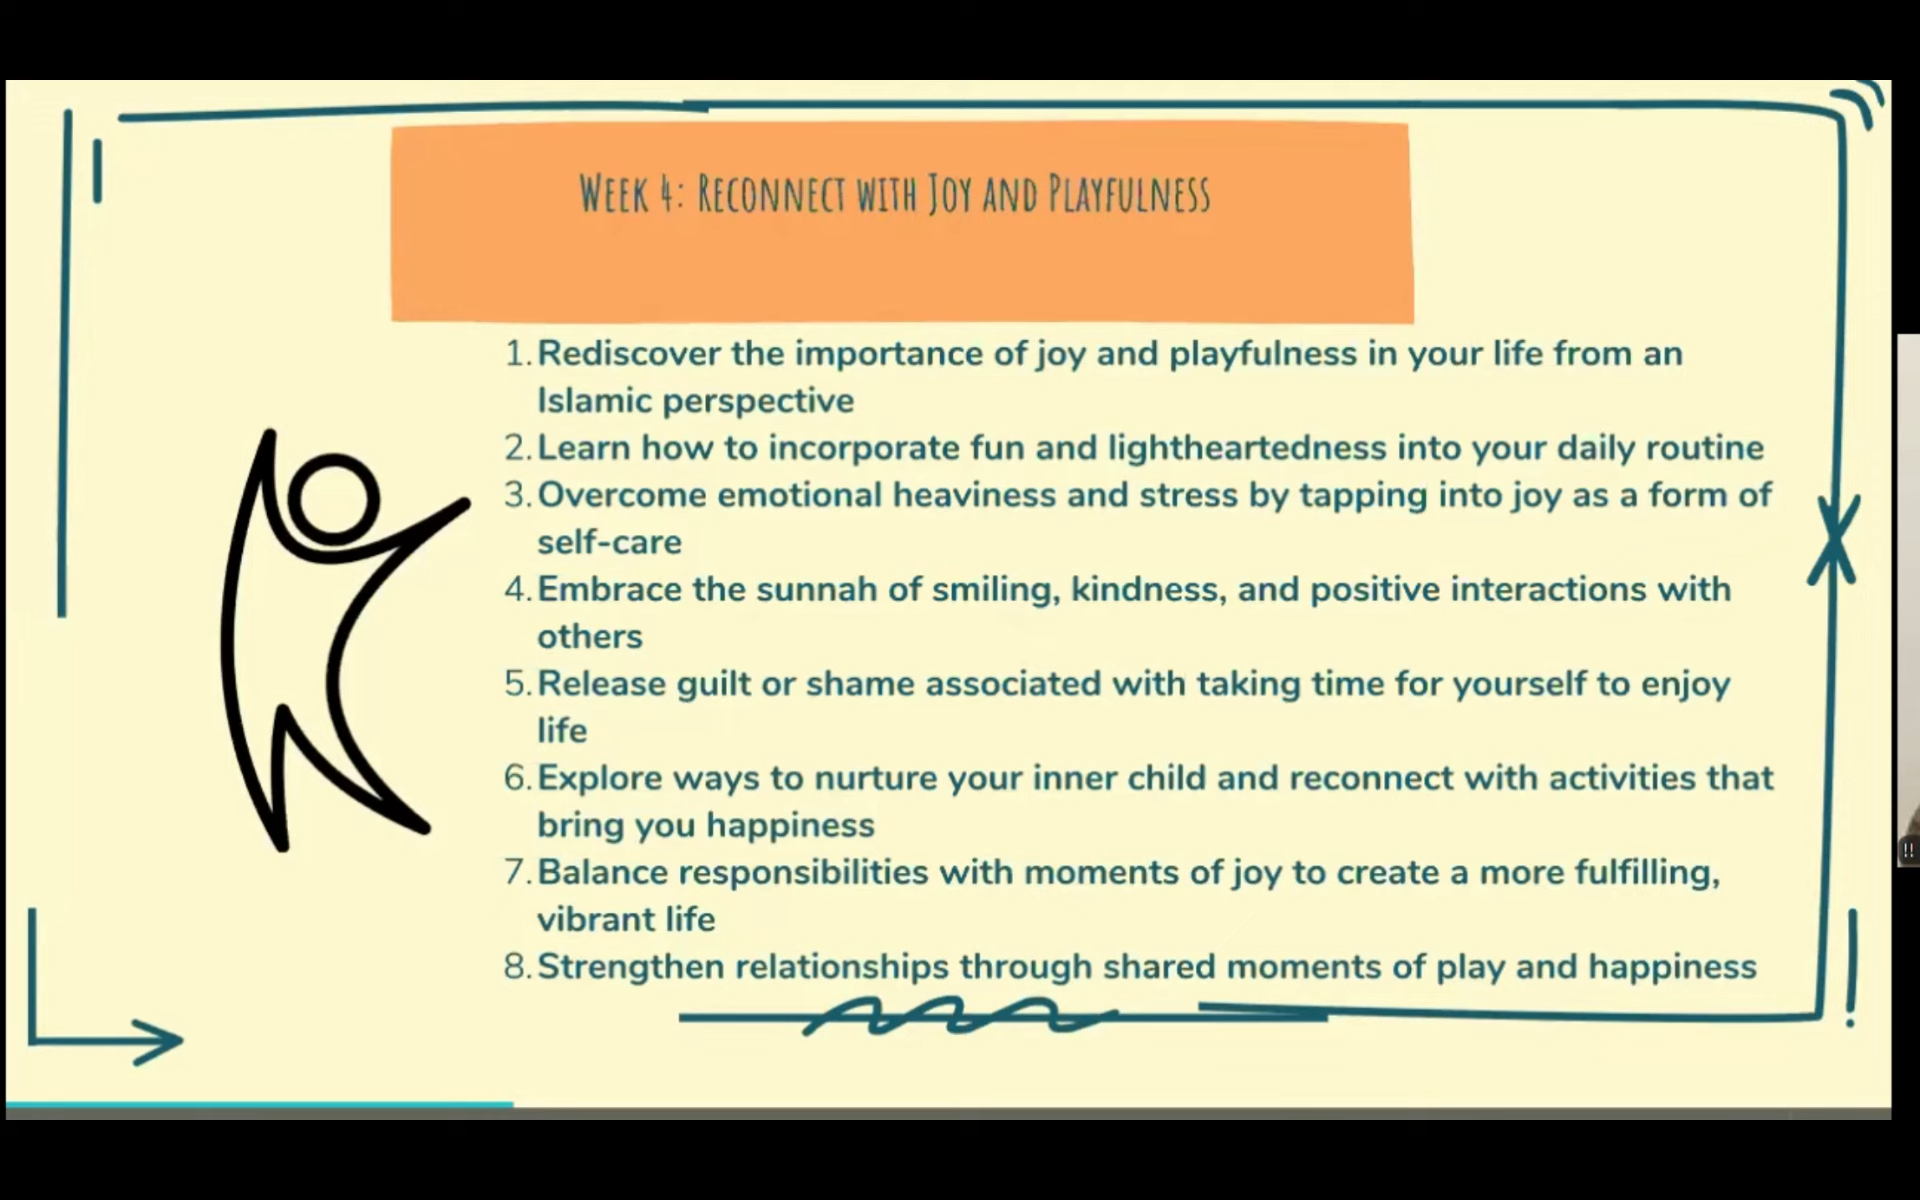 Week 4: Reconnect with Joy and Playfulness
1. Rediscover the importance of joy and playfulness in your life from an
Islamic perspective
2. Learn how to incorporate fun and lightheartedness into your daily routine
3. Overcome emotional heaviness and stress by tapping into joy as a form of
self-care
4. Embrace the sunnah of smiling, kindness, and positive interactions with
others
5. Release guilt or shame associated with taking time for yourself to enjoy
life
6. Explore ways to nurture your inner child and reconnect with activities that
bring you happiness
7. Balance responsibilities with moments of joy to create a more fulfilling,
vibrant life
8. Strengthen relationships through shared moments of play and happiness
!!